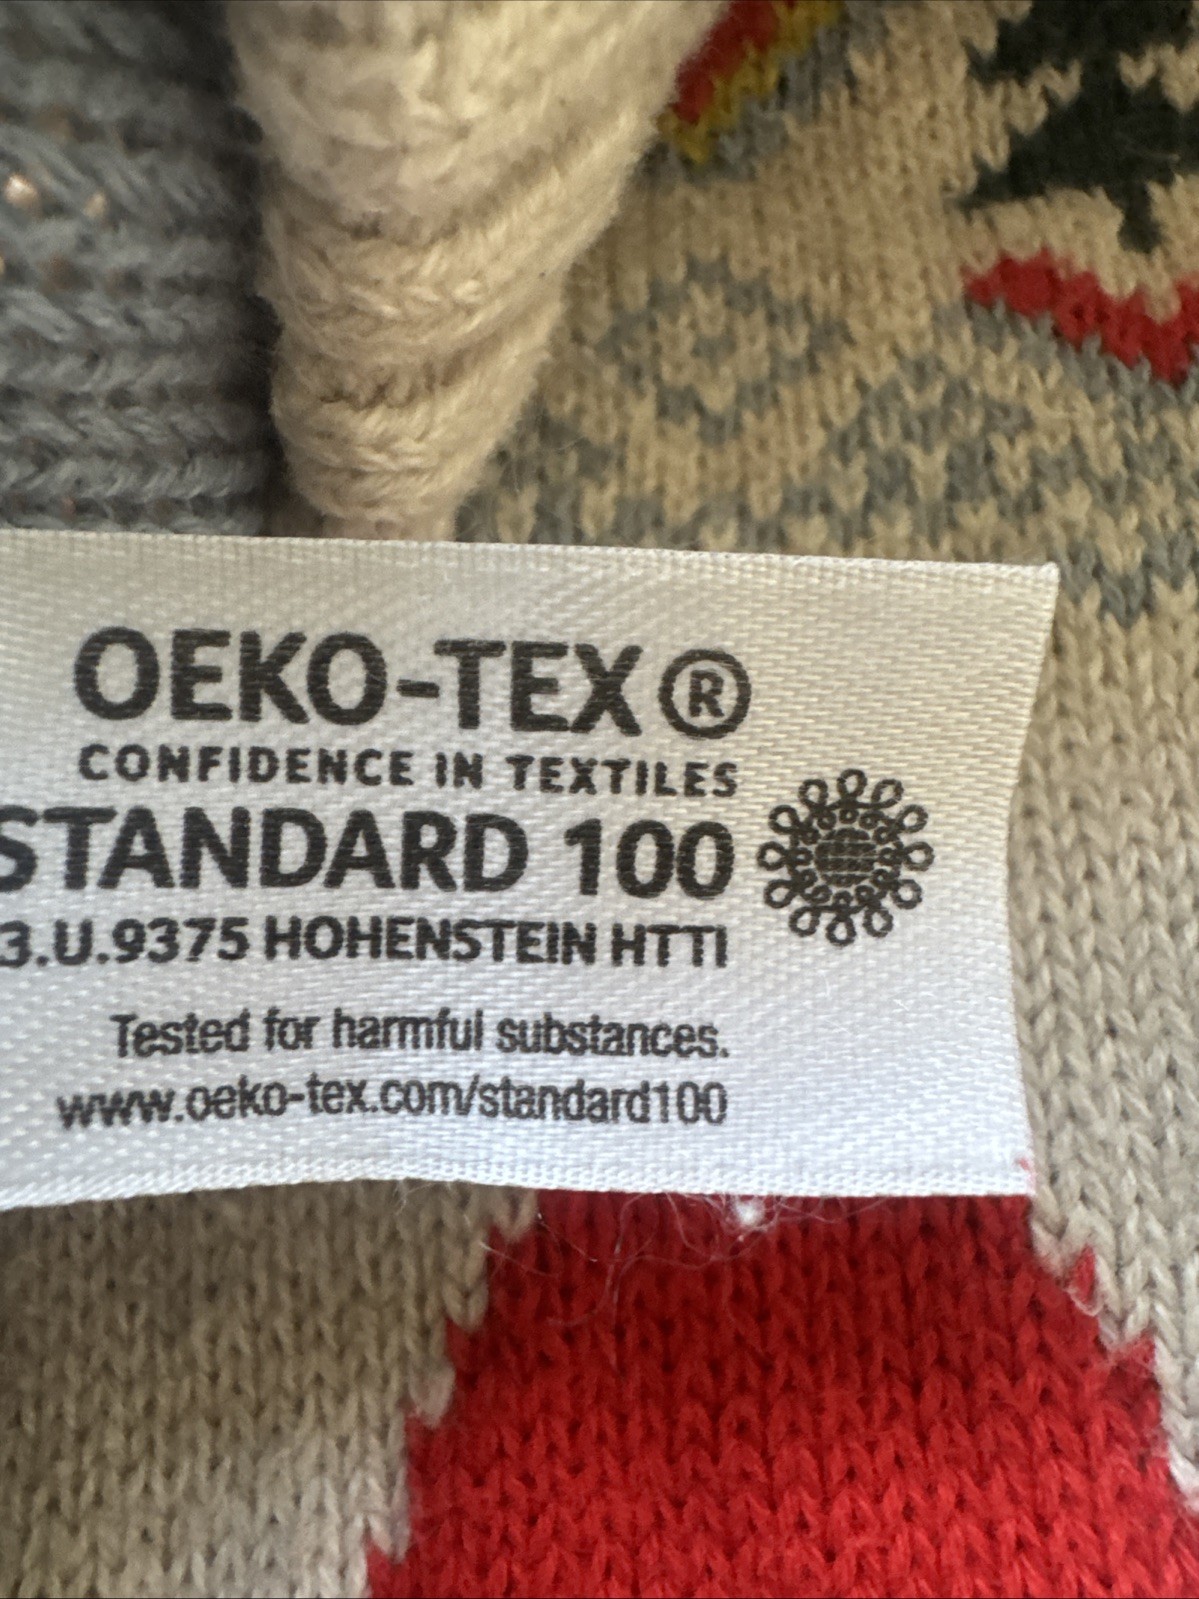 OEKO-TEX®
CONFIDENCE IN TEXTILES
STANDARD 100
3.U.9375 HOHENSTEIN HTTI
Tested for harmful substances.
www.oeko-tex.com/standard100